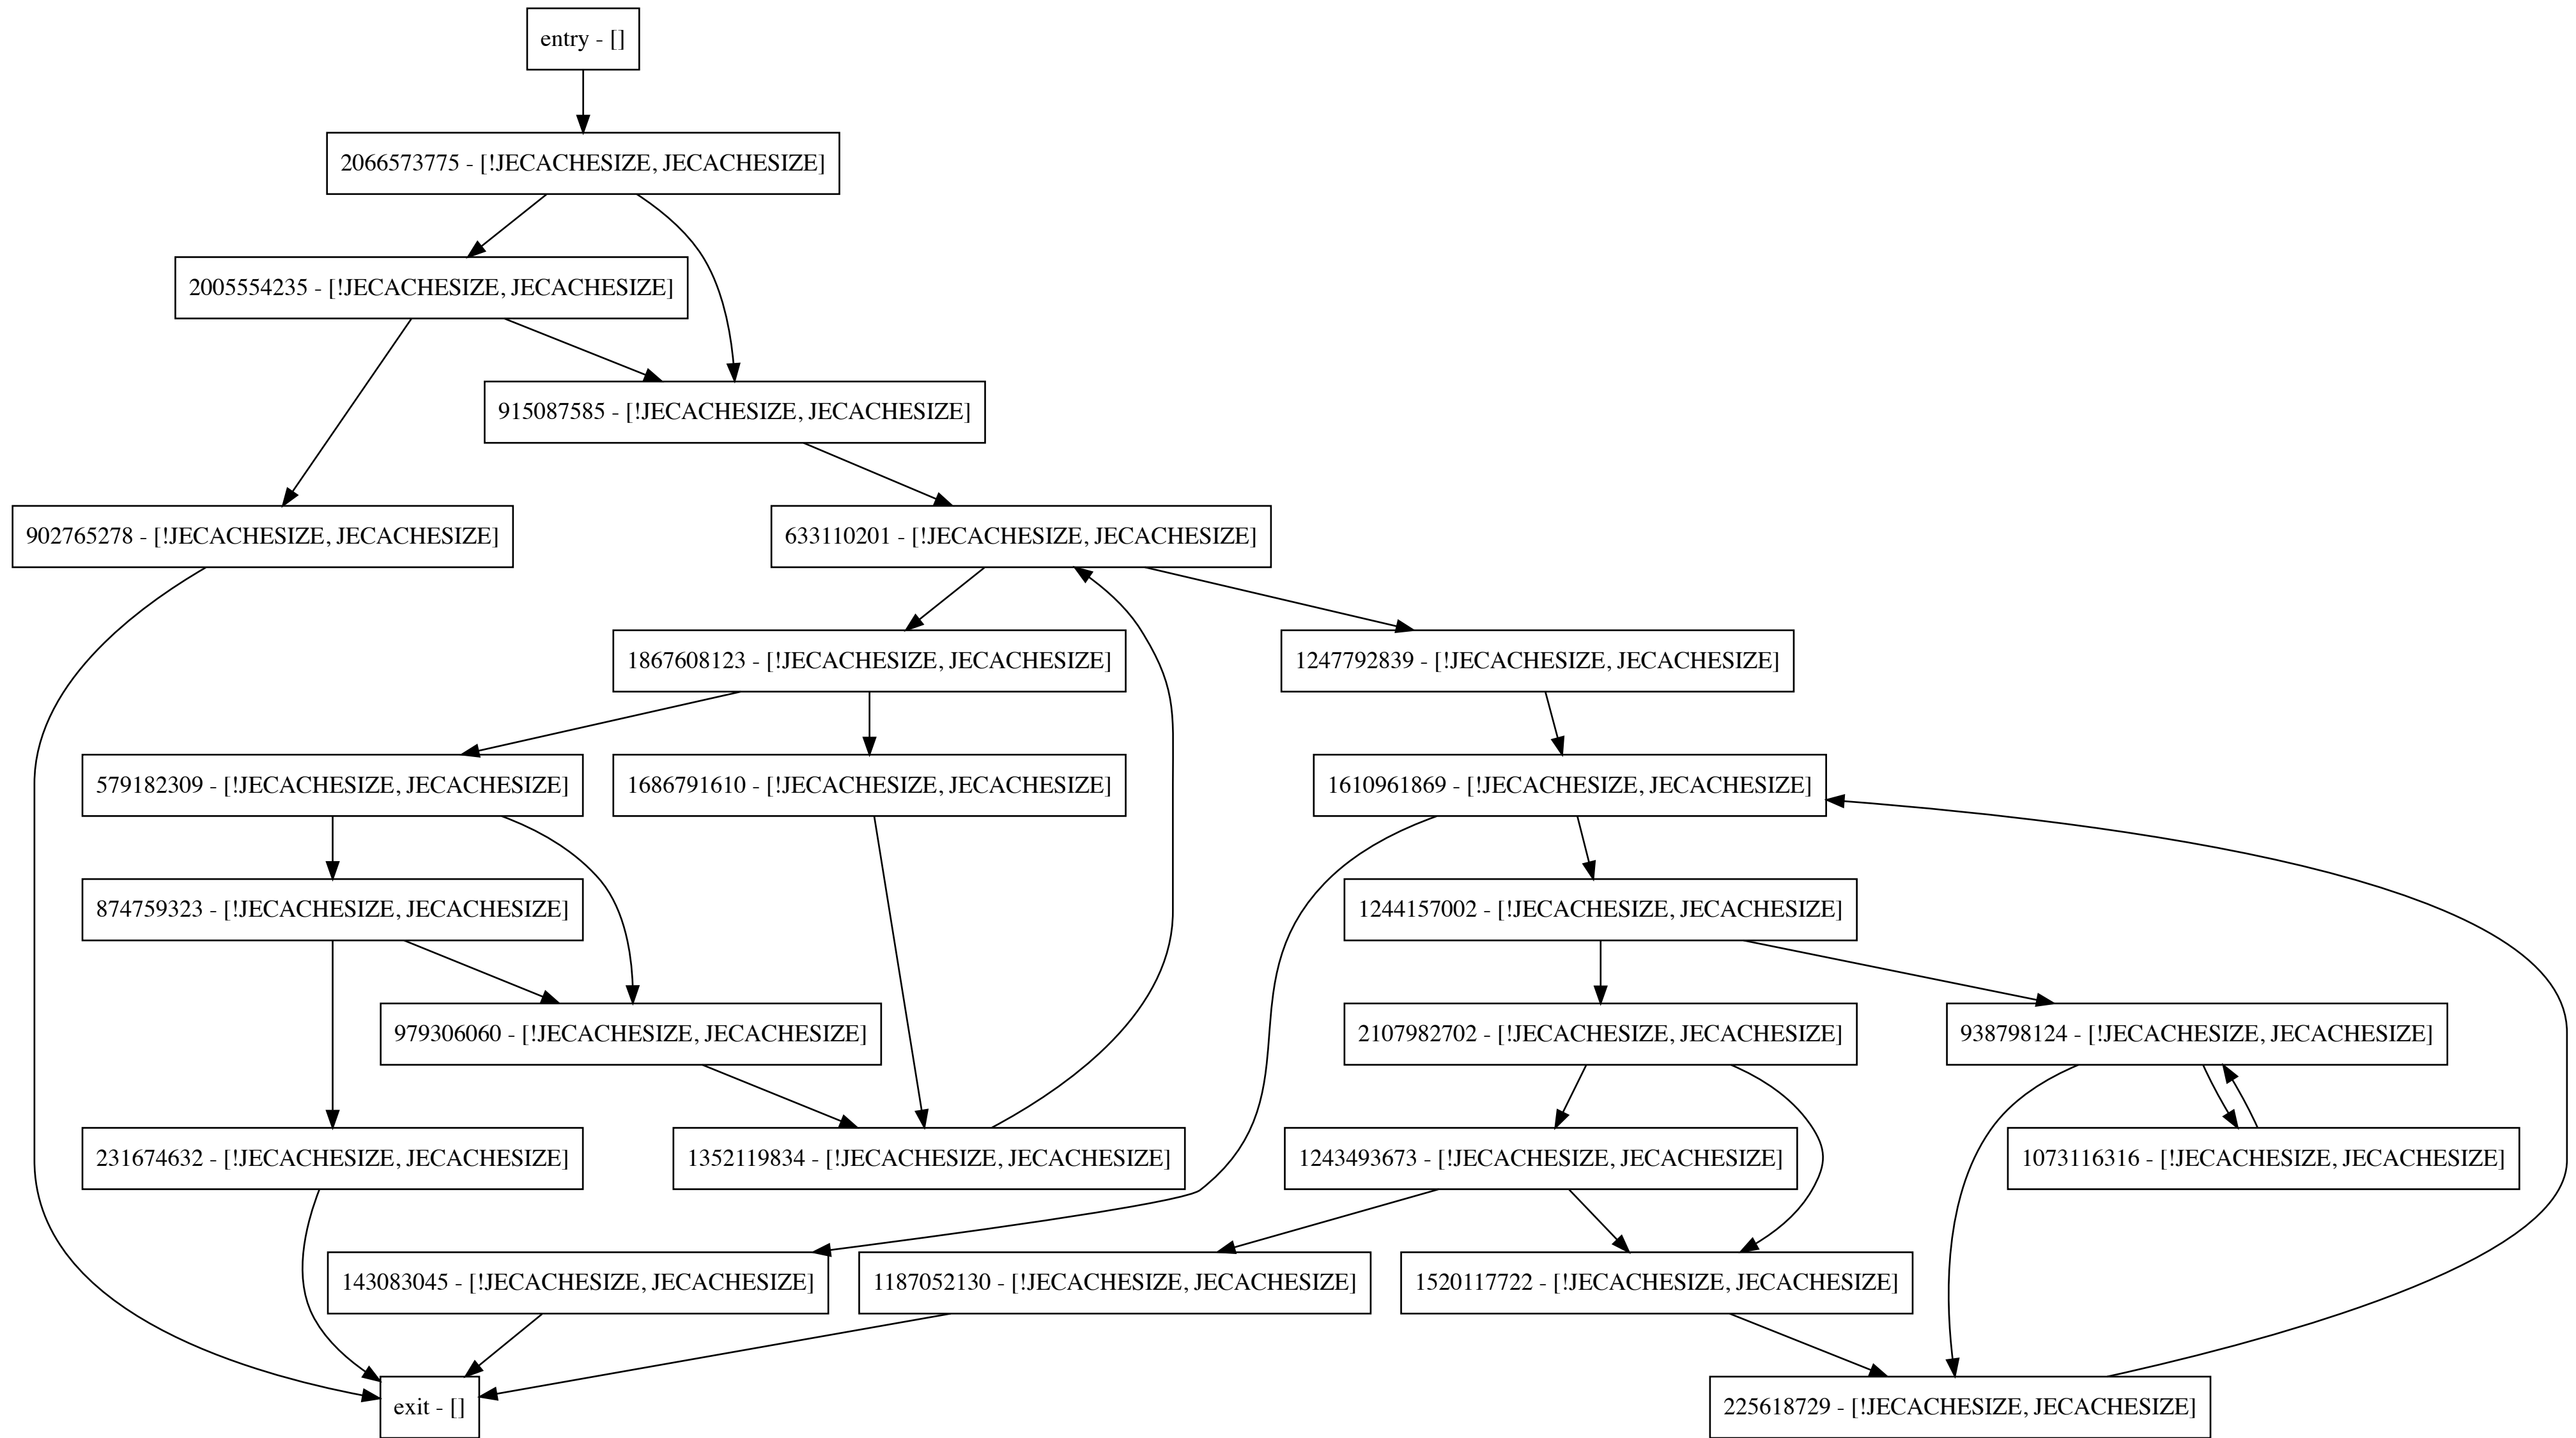 entry - []
2066573775 - [!JECACHESIZE, JECACHESIZE]
2005554235 - [!JECACHESIZE, JECACHESIZE]
915087585 - [!JECACHESIZE, JECACHESIZE]
902765278 - [!JECACHESIZE, JECACHESIZE]
633110201 - [!JECACHESIZE, JECACHESIZE]
1867608123 - [!JECACHESIZE, JECACHESIZE]
1247792839 - [!JECACHESIZE, JECACHESIZE]
579182309 - [!JECACHESIZE, JECACHESIZE]
1686791610 - [!JECACHESIZE, JECACHESIZE]
1610961869 - [!JECACHESIZE, JECACHESIZE]
874759323 - [!JECACHESIZE, JECACHESIZE]
1244157002 - [!JECACHESIZE, JECACHESIZE]
979306060 - [!JECACHESIZE, JECACHESIZE]
2107982702 - [!JECACHESIZE, JECACHESIZE]
938798124 - [!JECACHESIZE, JECACHESIZE]
231674632 - [!JECACHESIZE, JECACHESIZE]
1352119834 - [!JECACHESIZE, JECACHESIZE]
1243493673 - [!JECACHESIZE, JECACHESIZE]
1073116316 - [!JECACHESIZE, JECACHESIZE]
143083045 - [!JECACHESIZE, JECACHESIZE]
1187052130 - [!JECACHESIZE, JECACHESIZE]
1520117722 - [!JECACHESIZE, JECACHESIZE]
exit - []
225618729 - [!JECACHESIZE, JECACHESIZE]